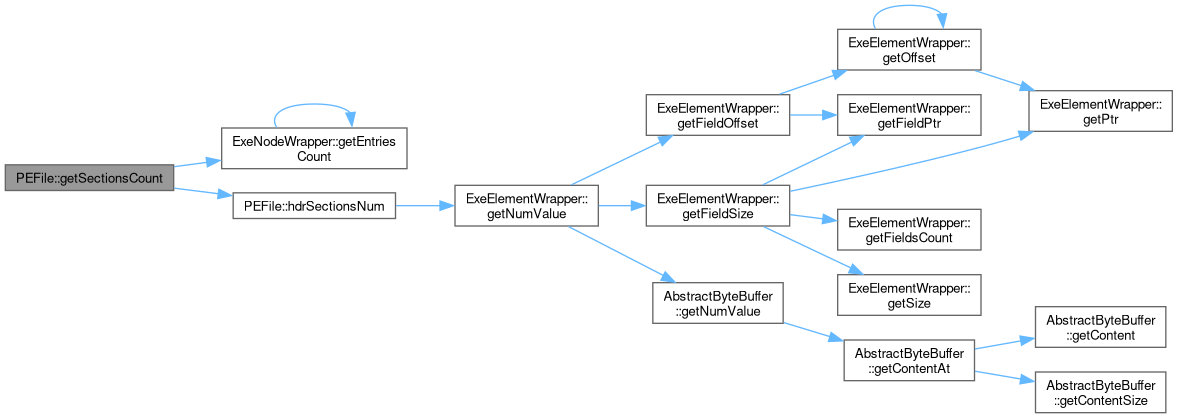 PEFile::getSectionsCount
ExeNodeWrapper::getEntries
Count
PEFile::hdrSectionsNum
ExeElementWrapper::
getNumValue
ExeElementWrapper::
getFieldOffset
ExeElementWrapper::
getFieldSize
AbstractByteBuffer
::getNumValue
ExeElementWrapper::
getOffset
ExeElementWrapper::
getFieldPtr
ExeElementWrapper::
getFieldsCount
ExeElementWrapper::
getSize
AbstractByteBuffer
::getContentAt
ExeElementWrapper::
getPtr
AbstractByteBuffer
::getContent
AbstractByteBuffer
::getContentSize